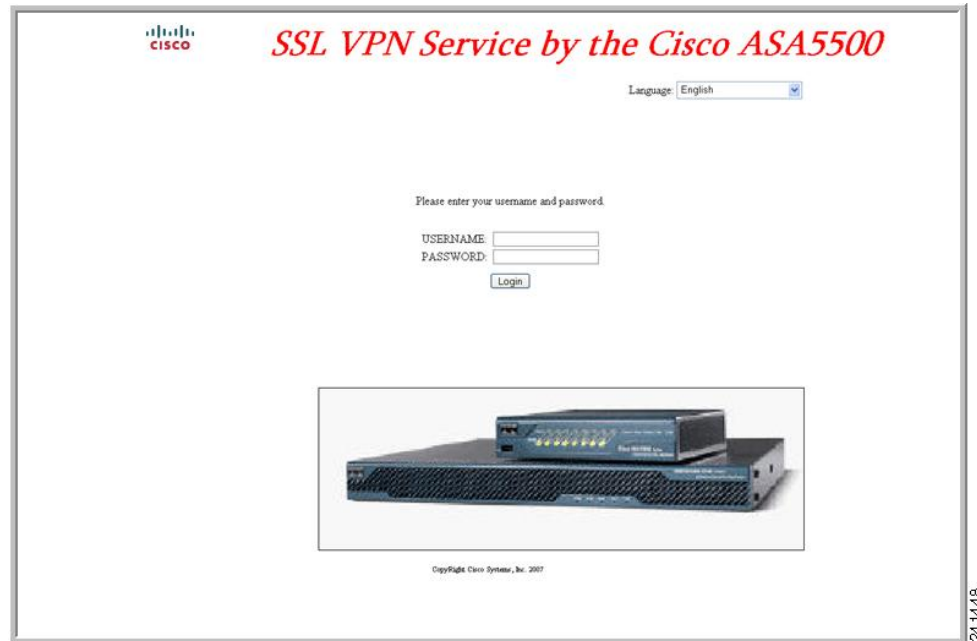 CISCO
SSL VPN Service by the Cisco ASA5500
Language: English
Please enter your username and password.
USERNAME:
PASSWORD:
Login
CopyRight Cisco Systems, Inc. 2007